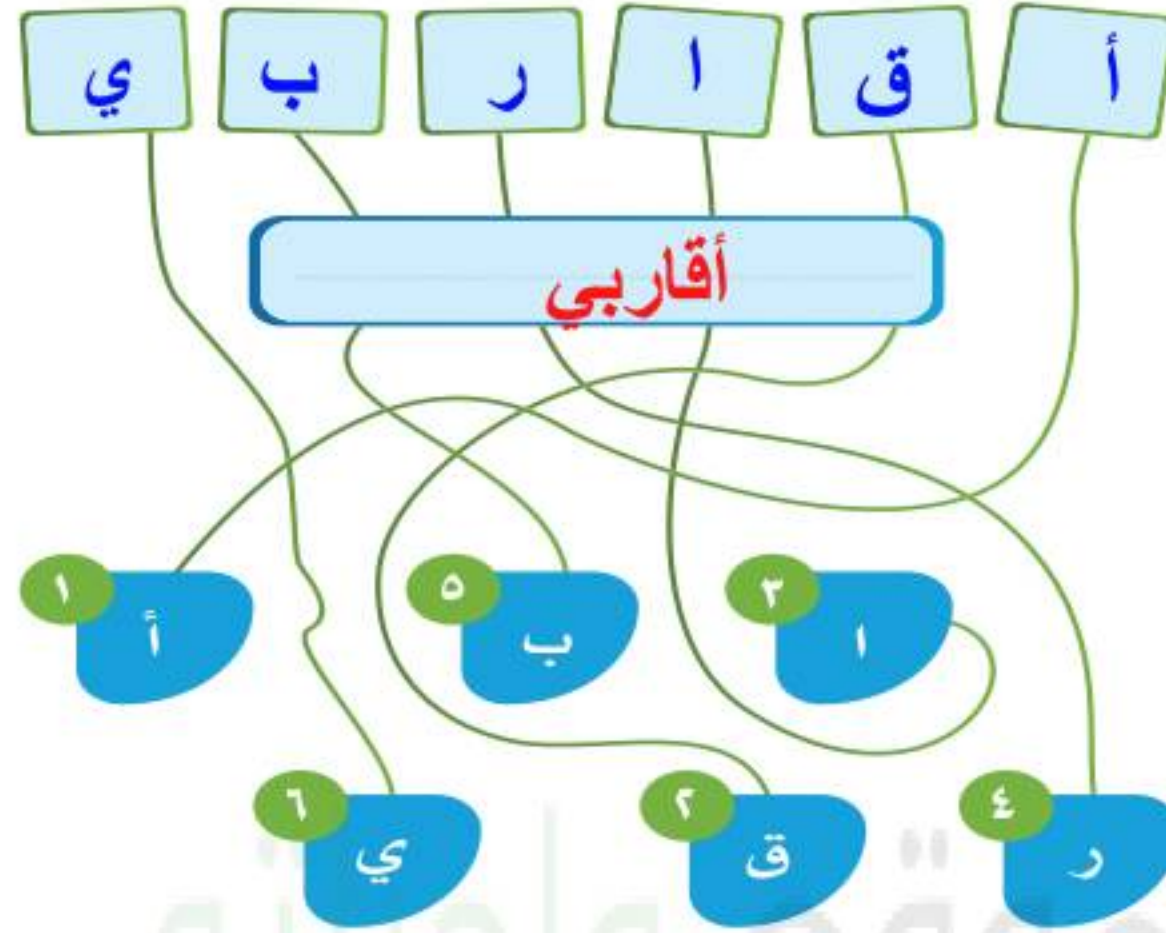 أ ق ا ر ب ي
أقاربي
٣ ا ٥ ب ١ أ
٤ ر ٢ ق ٦ ي